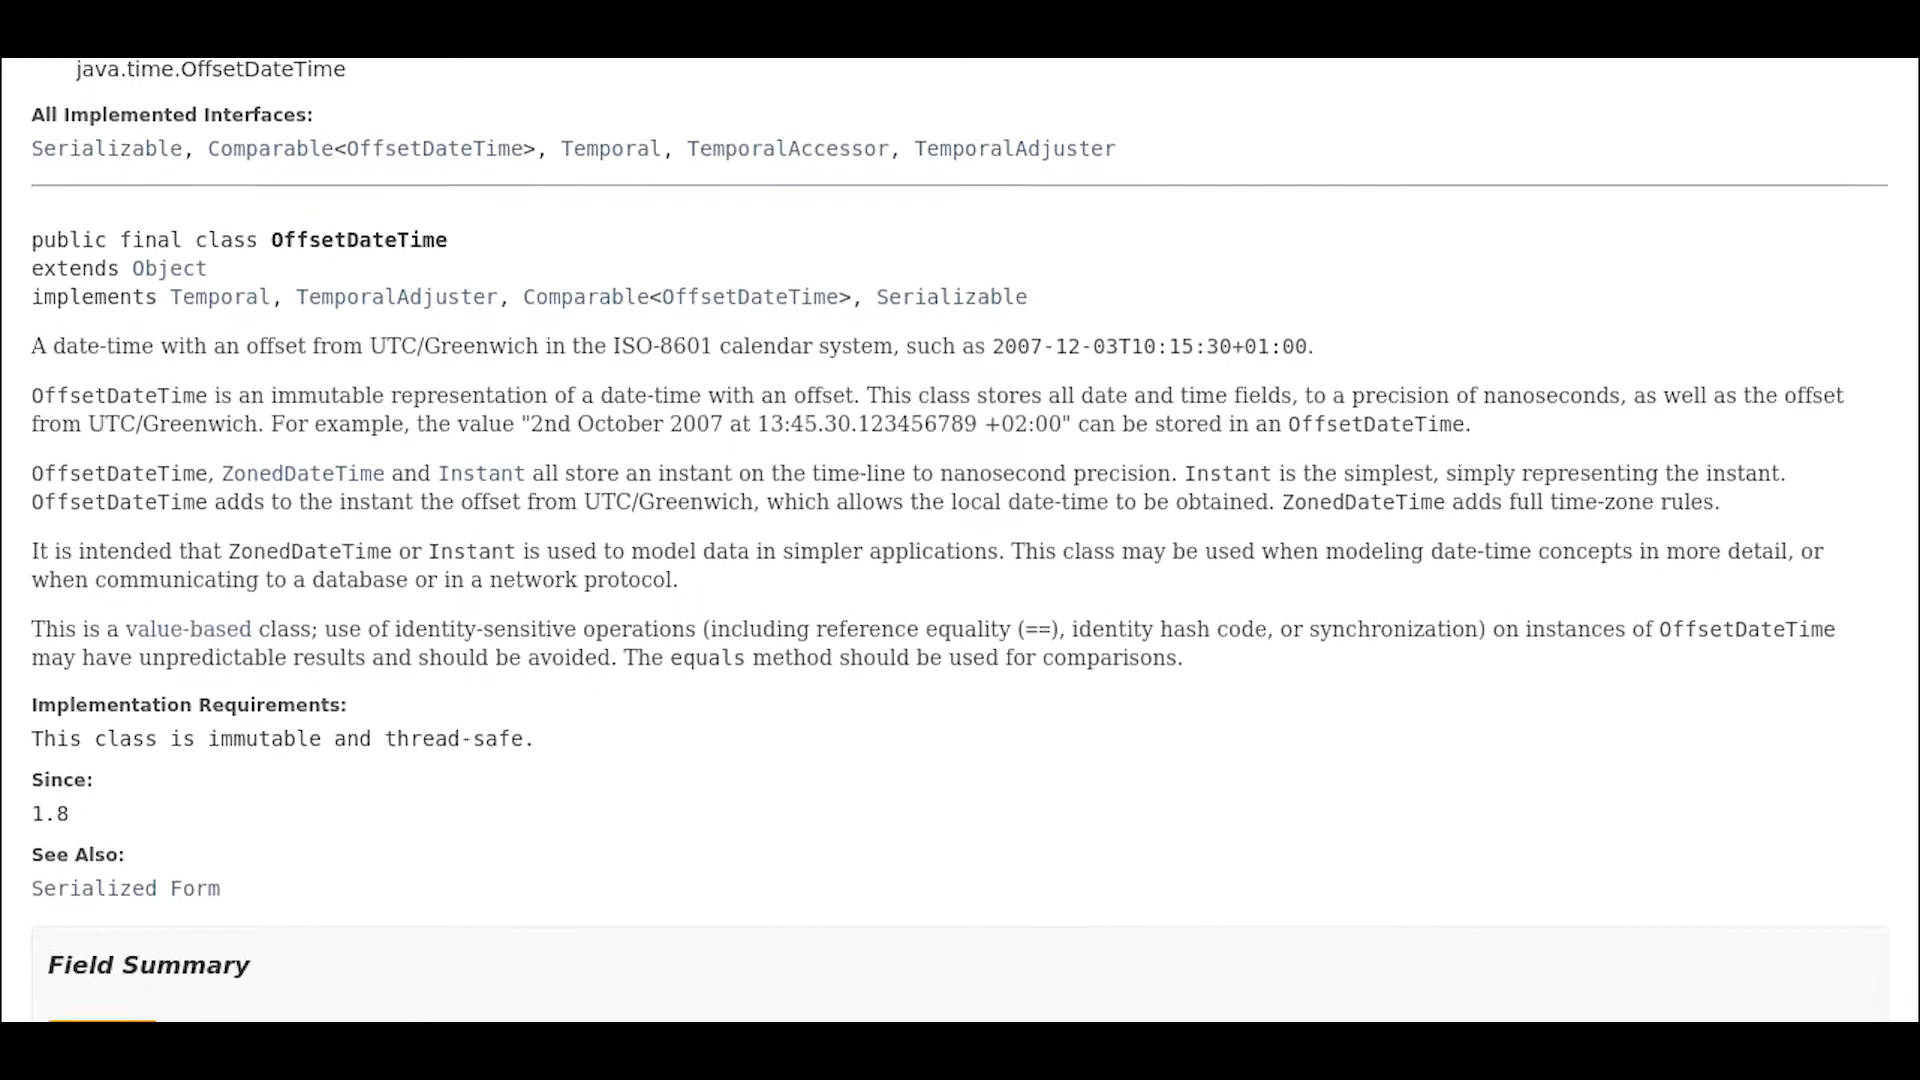 java.time.OffsetDateTime
All Implemented Interfaces:
Serializable, Comparable<OffsetDateTime>, Temporal, TemporalAccessor, TemporalAdjuster
public final class OffsetDateTime
extends Object
implements Temporal, TemporalAdjuster, Comparable<OffsetDateTime>, Serializable
A date-time with an offset from UTC/Greenwich in the ISO-8601 calendar system, such as 2007-12-03T10:15:30+01:00.
OffsetDateTime is an immutable representation of a date-time with an offset. This class stores all date and time fields, to a precision of nanoseconds, as well as the offset
from UTC/Greenwich. For example, the value "2nd October 2007 at 13:45.30.123456789 +02:00" can be stored in an OffsetDateTime.
OffsetDateTime, ZonedDateTime and Instant all store an instant on the time-line to nanosecond precision. Instant is the simplest, simply representing the instant.
OffsetDateTime adds to the instant the offset from UTC/Greenwich, which allows the local date-time to be obtained. ZonedDateTime adds full time-zone rules.
It is intended that ZonedDateTime or Instant is used to model data in simpler applications. This class may be used when modeling date-time concepts in more detail, or
when communicating to a database or in a network protocol.
This is a value-based class; use of identity-sensitive operations (including reference equality (==), identity hash code, or synchronization) on instances of OffsetDateTime
may have unpredictable results and should be avoided. The equals method should be used for comparisons.
Implementation Requirements:
This class is immutable and thread-safe.
Since:
1.8
See Also:
Serialized Form
Field Summary